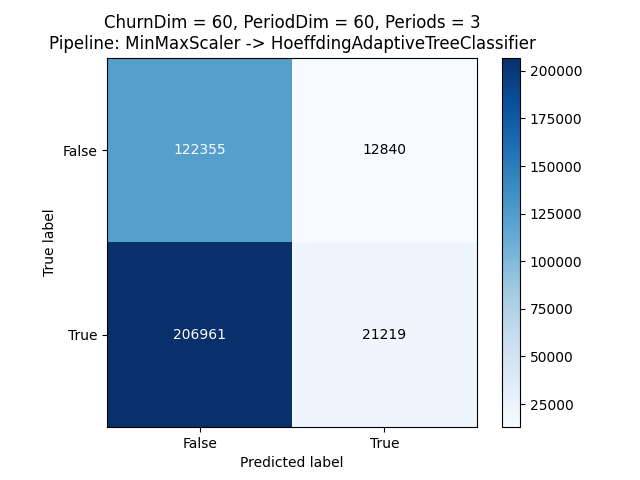 ChurnDim = 60, PeriodDim = 60, Periods = 3
Pipeline: MinMaxScaler -> HoeffdingAdaptiveTreeClassifier
True label
False
True
122355
12840
206961
21219
False
True
Predicted label
200000
175000
150000
125000
100000
75000
50000
25000